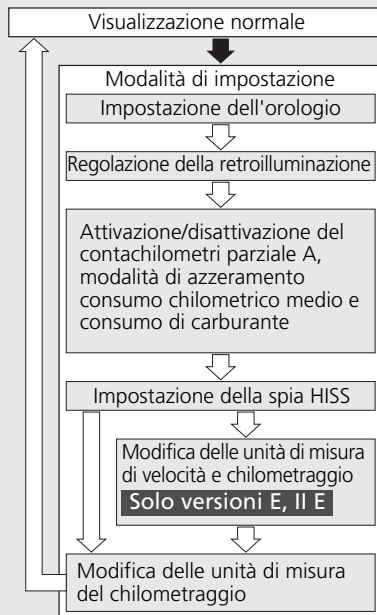 Visualizzazione normale
Modalità di impostazione
Impostazione dell'orologio
Regolazione della retroilluminazione
Attivazione/disattivazione del
contachilometri parziale A,
modalità di azzeramento
consumo chilometrico medio e
consumo di carburante
Impostazione della spia HISS
Modifica delle unità di misura
di velocità e chilometraggio
Solo versioni E, II E
Modifica delle unità di misura
del chilometraggio